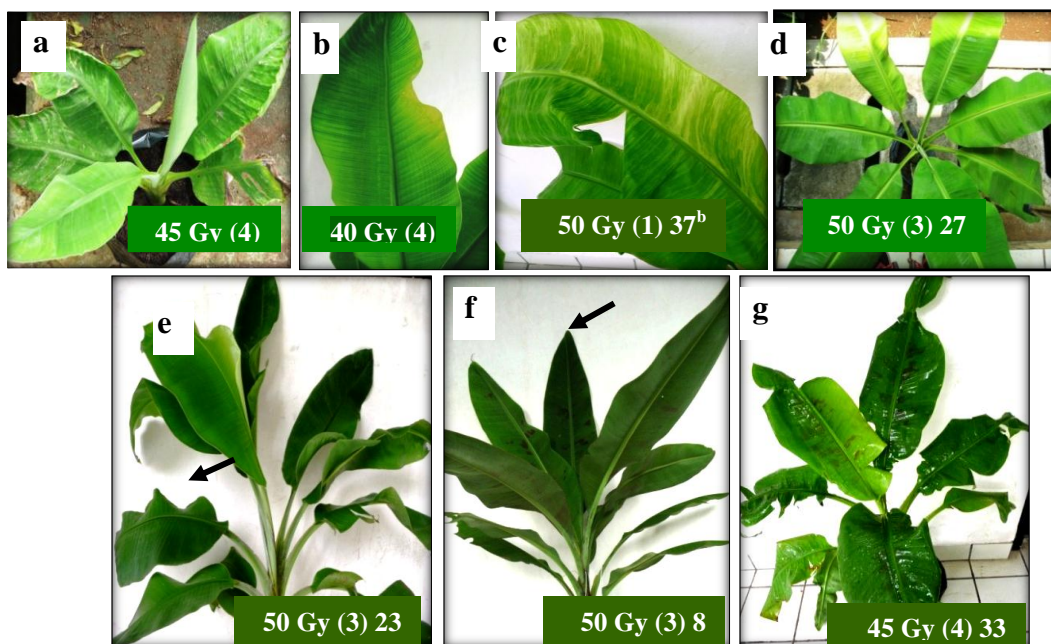 a
45 Gy (4)
b
40 Gy (4)
c
50 Gy (1) 37ᵇ
d
50 Gy (3) 27
e
50 Gy (3) 23
f
50 Gy (3) 8
g
45 Gy (4) 33